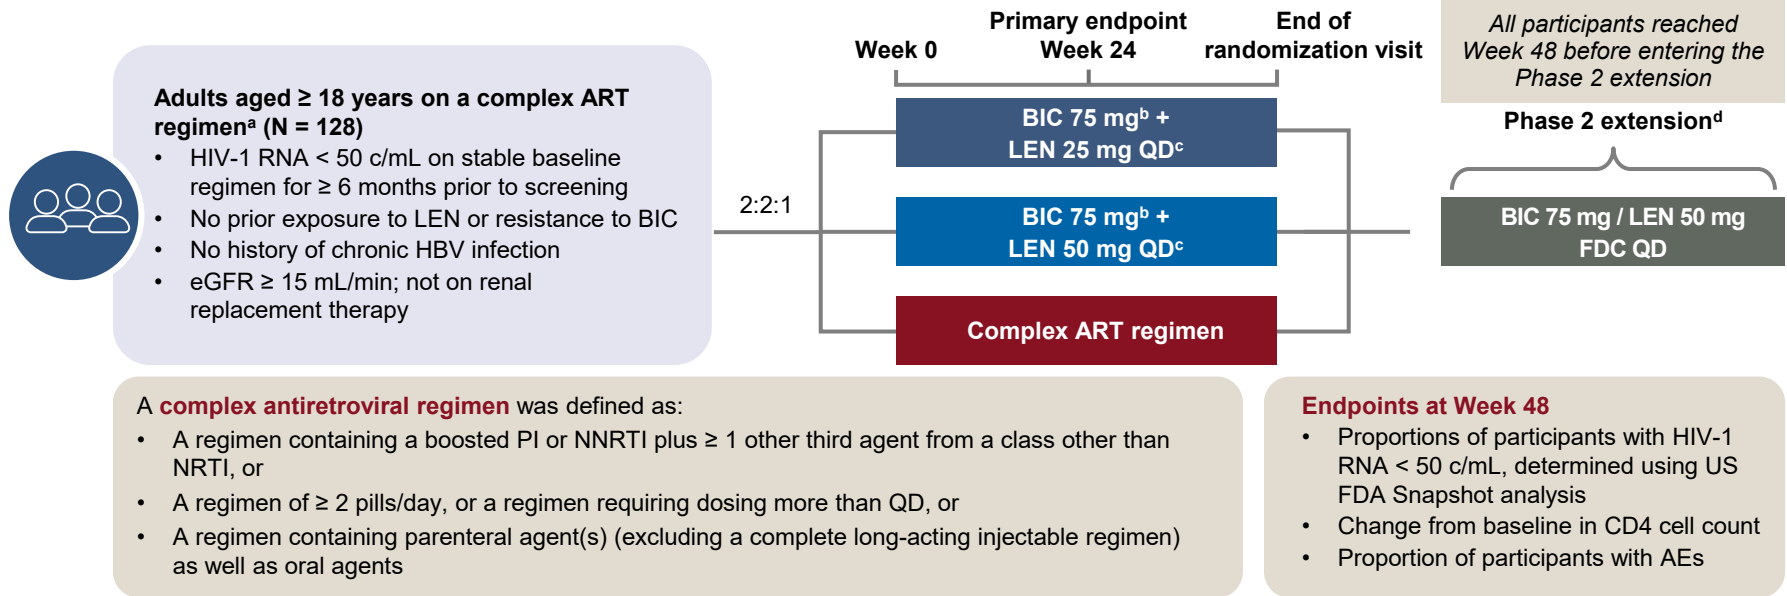 Adults aged ≥ 18 years on a complex ART
regimenᵃ (N = 128)
• HIV-1 RNA < 50 c/mL on stable baseline
regimen for ≥ 6 months prior to screening
• No prior exposure to LEN or resistance to BIC
• No history of chronic HBV infection
• eGFR ≥ 15 mL/min; not on renal
replacement therapy
2:2:1
Week 0
Primary endpoint
Week 24
End of
randomization visit
BIC 75 mgᵇ +
LEN 25 mg QDᶜ
BIC 75 mgᵇ +
LEN 50 mg QDᶜ
Complex ART regimen
All participants reached
Week 48 before entering the
Phase 2 extension
Phase 2 extensionᵈ
BIC 75 mg / LEN 50 mg
FDC QD
A complex antiretroviral regimen was defined as:
• A regimen containing a boosted PI or NNRTI plus ≥ 1 other third agent from a class other than
NRTI, or
• A regimen of ≥ 2 pills/day, or a regimen requiring dosing more than QD, or
• A regimen containing parenteral agent(s) (excluding a complete long-acting injectable regimen)
as well as oral agents
Endpoints at Week 48
• Proportions of participants with HIV-1
RNA < 50 c/mL, determined using US
FDA Snapshot analysis
• Change from baseline in CD4 cell count
• Proportion of participants with AEs